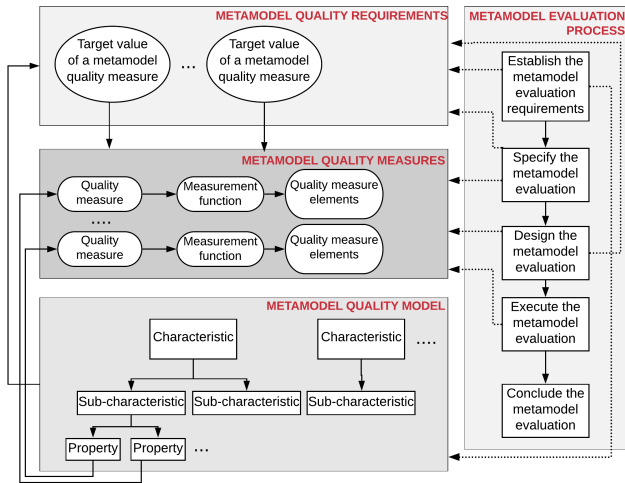 METAMODEL QUALITY REQUIREMENTS
Target value
of a metamodel
quality measure
...
Target value
of a metamodel
quality measure
METAMODEL QUALITY MEASURES
Quality
measure
Measurement
function
Quality measure
elements
....
Quality
measure
Measurement
function
Quality measure
elements
METAMODEL QUALITY MODEL
Characteristic
Characteristic
....
Sub-characteristic
Sub-characteristic
Sub-characteristic
Property
Property
...
METAMODEL EVALUATION
PROCESS
Establish the
metamodel
evaluation
requirements
Specify the
metamodel
evaluation
Design the
metamodel
evaluation
Execute the
metamodel
evaluation
Conclude the
metamodel
evaluation